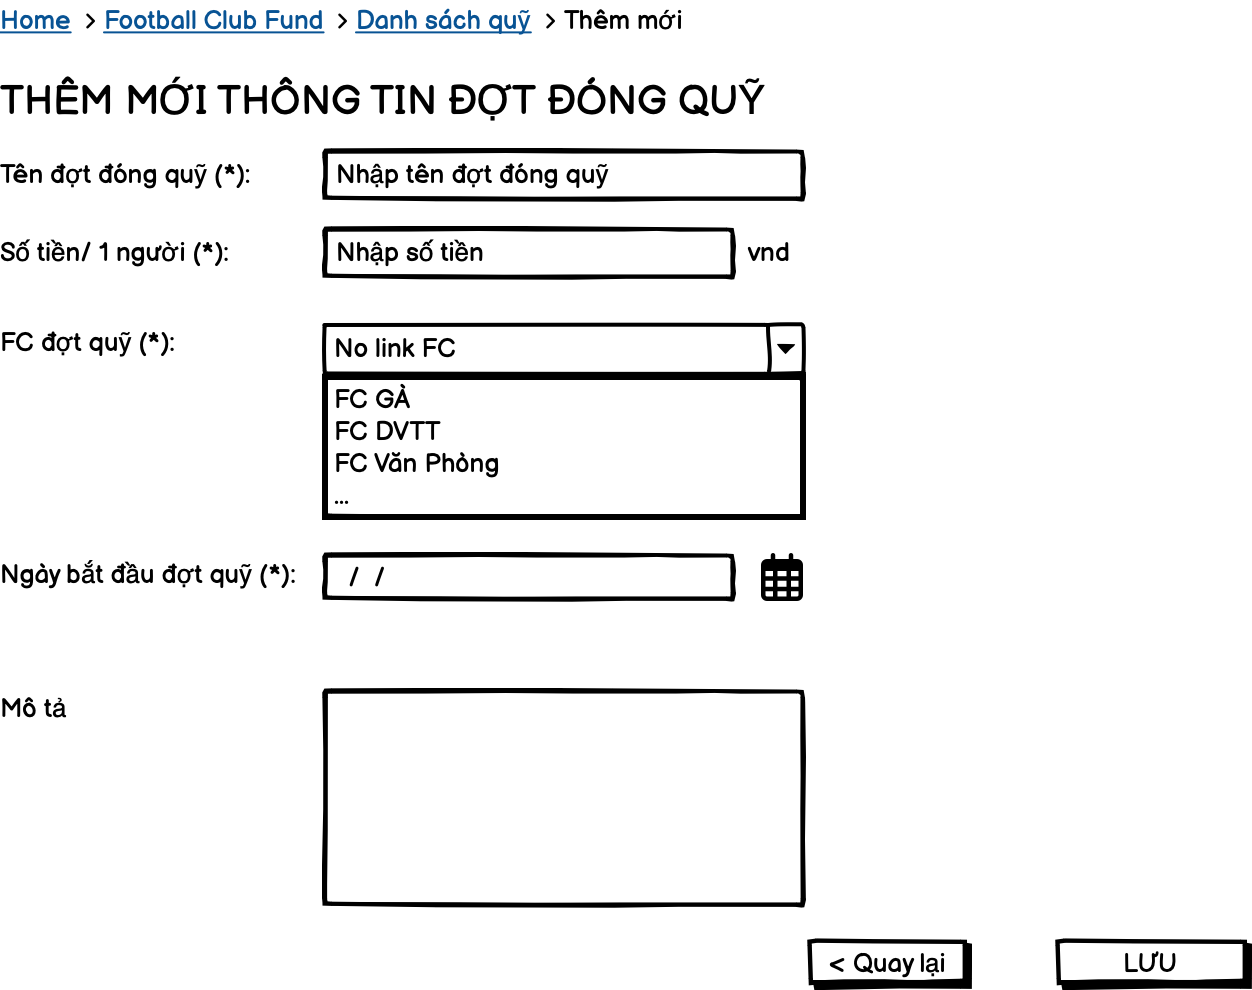 Home > Football Club Fund > Danh sách quỹ > Thêm mới
THÊM MỚI THÔNG TIN ĐỢT ĐÓNG QUỸ
Tên đợt đóng quỹ (*): Nhập tên đợt đóng quỹ
Số tiền/ 1 người (*): Nhập số tiền vnd
FC đợt quỹ (*): No link FC
FC GÀ
FC DVTT
FC Văn Phòng
...
Ngày bắt đầu đợt quỹ (*): / /
Mô tả
< Quay lại LƯU